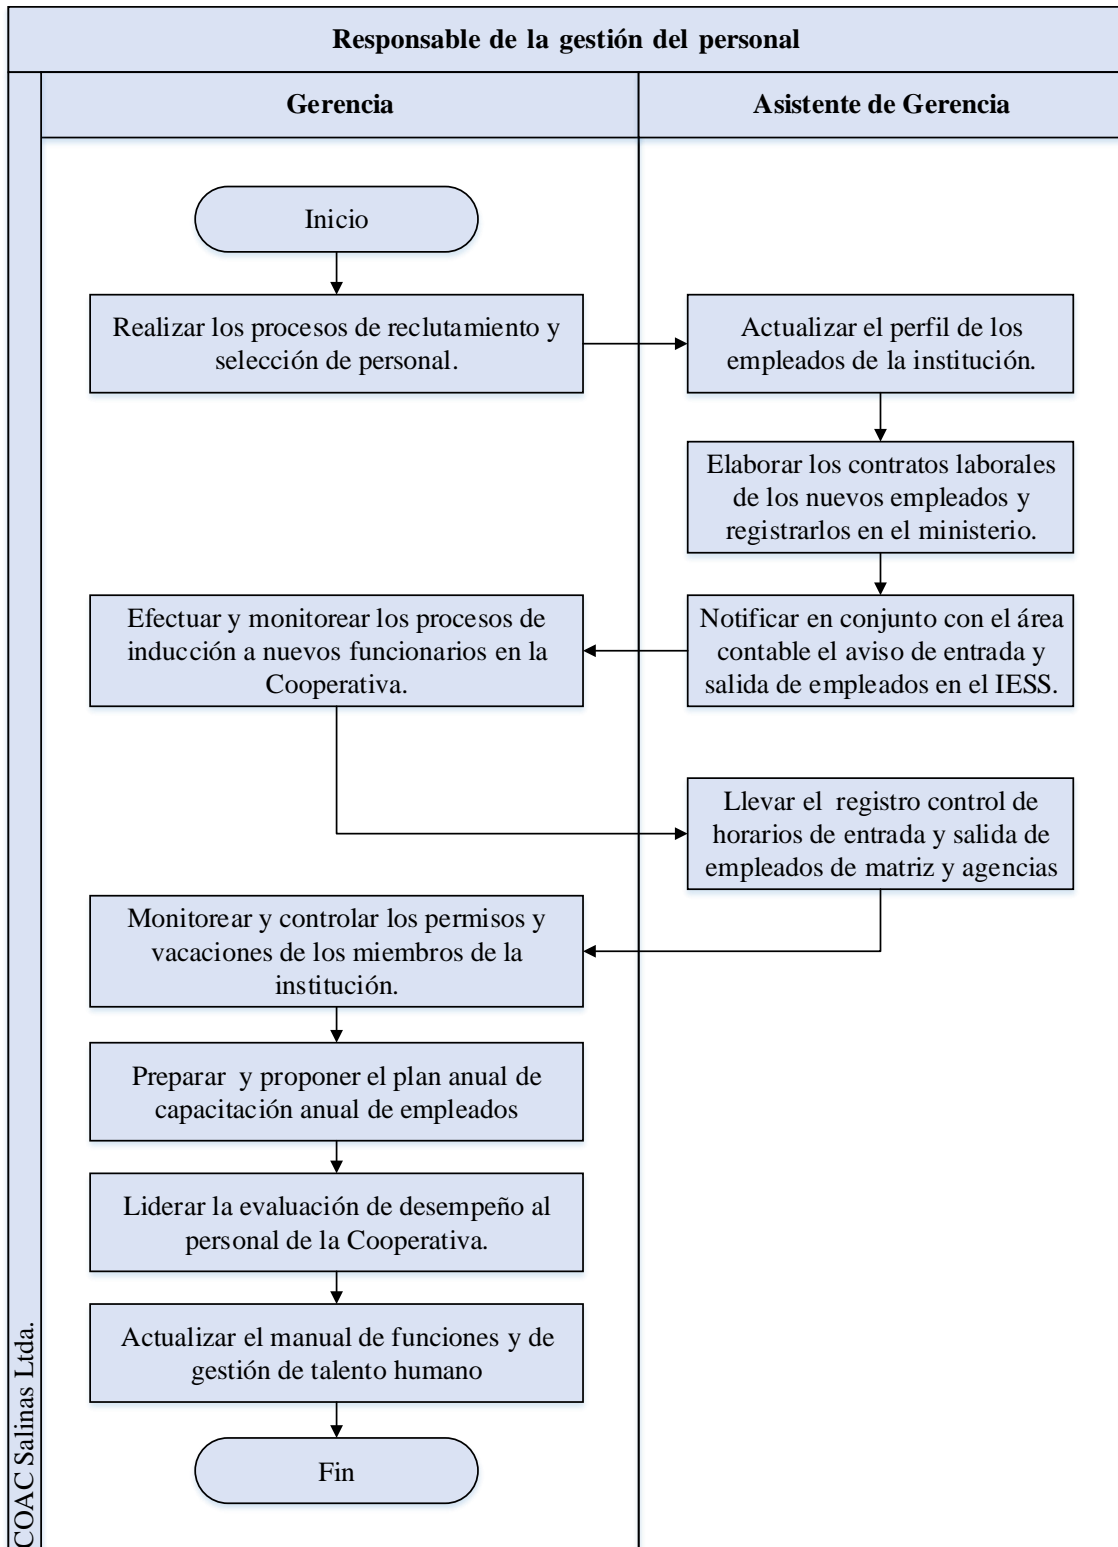 Responsable de la gestión del personal
Gerencia
Asistente de Gerencia
Inicio
Realizar los procesos de reclutamiento y
selección de personal.
Actualizar el perfil de los
empleados de la institución.
Elaborar los contratos laborales
de los nuevos empleados y
registrarlos en el ministerio.
Notificar en conjunto con el área
contable el aviso de entrada y
salida de empleados en el IESS.
Efectuar y monitorear los procesos de
inducción a nuevos funcionarios en la
Cooperativa.
Llevar el registro control de
horarios de entrada y salida de
empleados de matriz y agencias
Monitorear y controlar los permisos y
vacaciones de los miembros de la
institución.
Preparar y proponer el plan anual de
capacitación anual de empleados
Liderar la evaluación de desempeño al
personal de la Cooperativa.
Actualizar el manual de funciones y de
gestión de talento humano
Fin
COAC Salinas Ltda.